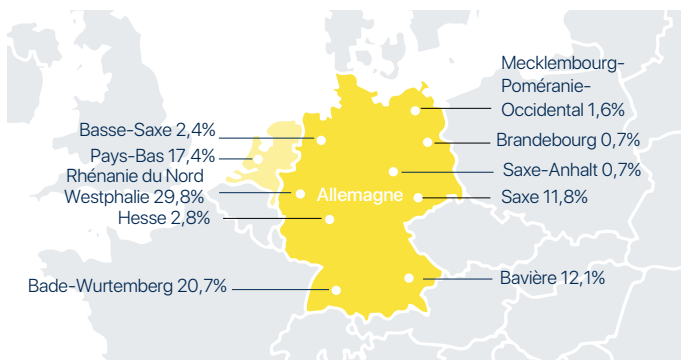 Mecklembourg-
Poméranie-
Occidental 1,6%
Basse-Saxe 2,4%
Brandebourg 0,7%
Pays-Bas 17,4%
Saxe-Anhalt 0,7%
Rhénanie du Nord
Westphalie 29,8%
Allemagne
Saxe 11,8%
Hesse 2,8%
Bavière 12,1%
Bade-Wurtemberg 20,7%